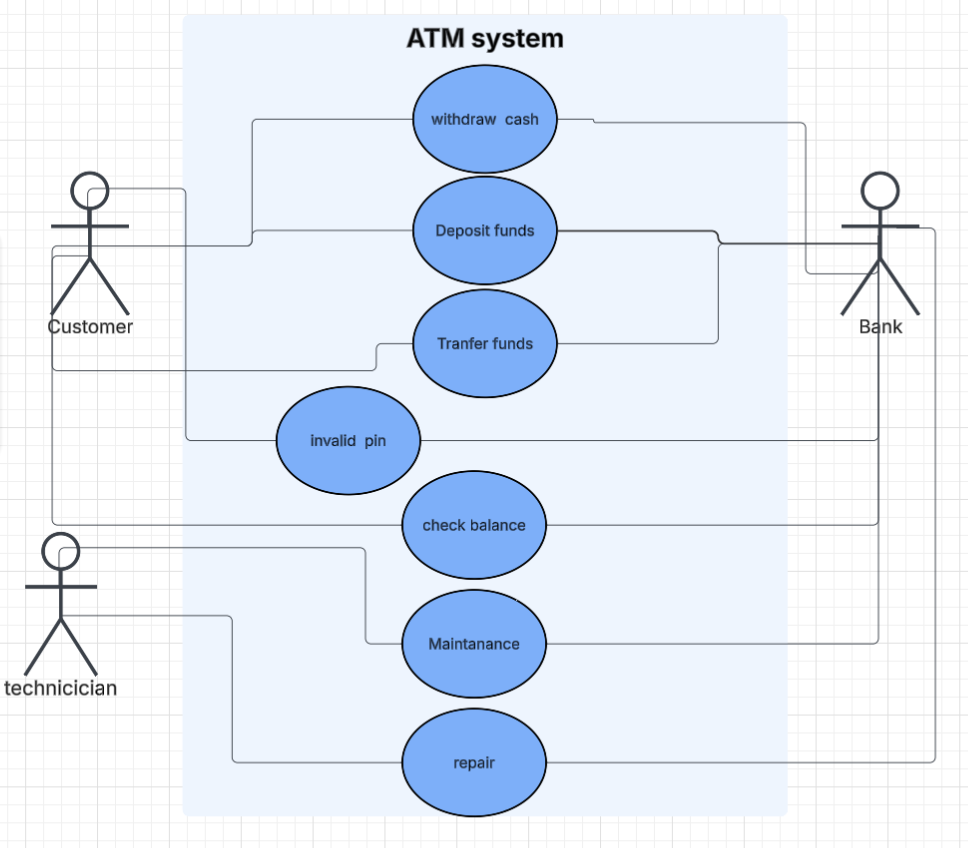 ATM system
withdraw cash
Deposit funds
Customer
Bank
Tranfer funds
invalid pin
check balance
Maintanance
technicician
repair